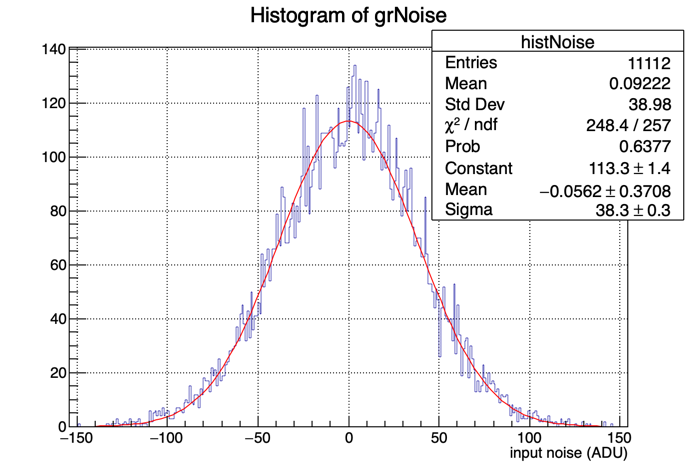 Histogram of grNoise
histNoise
Entries 11112
Mean 0.09222
Std Dev 38.98
χ² / ndf 248.4 / 257
Prob 0.6377
Constant 113.3 ± 1.4
Mean −0.0562 ± 0.3708
Sigma 38.3 ± 0.3
140
120
100
80
60
40
20
0
−150 −100 −50 0 50 100 150
input noise (ADU)